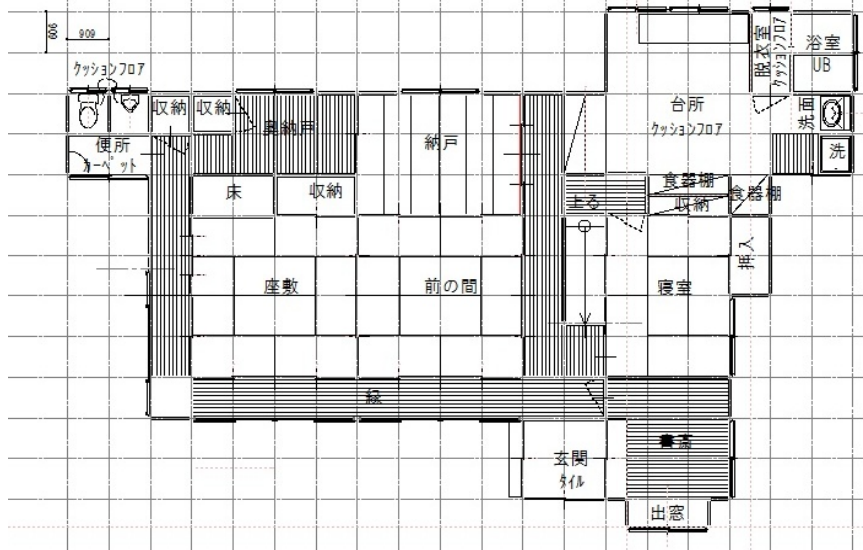 909
606
クッションフロア
脱衣室
クッションフロア
浴室
UB
収納
収納
奥納戸
納戸
台所
クッションフロア
洗面
洗
便所
カーペット
床
収納
上る
食器棚
収納
食器棚
押入
座敷
前の間
寝室
縁
玄関
タイル
書斎
出窓